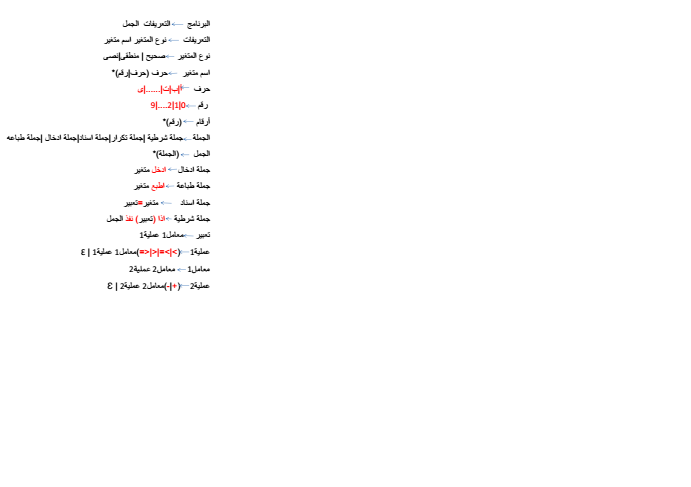 البرنامج ← التعريفات الجمل
التعريفات ← نوع المتغير اسم متغير
نوع المتغير ← صحيح | منطقي|نصى
اسم متغير ← حرف (حرف|رقم)*
حرف ← أ|ب|ت|......|ى
رقم ← 0|1|2|....9
أرقام ← (رقم)*
الجملة ← جملة شرطية |جملة تكرار|جملة اسناد|جملة ادخال |جملة طباعه
الجمل ← (الجملة)*
جملة ادخال ← ادخل متغير
جملة طباعة ← اطبع متغير
جملة اسناد ← متغير=تعبير
جملة شرطية ← اذا (تعبير) نفذ الجمل
تعبير ← معامل1 عملية1
عملية1 ← (>|<|=>|<|>=)معامل1 عملية1 | ε
معامل1 ← معامل2 عملية2
عملية2 ← (+|-)معامل2 عملية2 | Ɛ